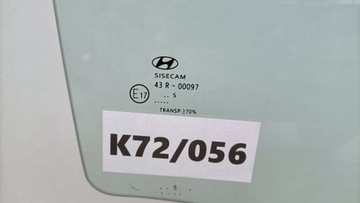 SISECAM
43 R - 00097
E17
.. S
.....
TRANSP ≥70%
K72/056